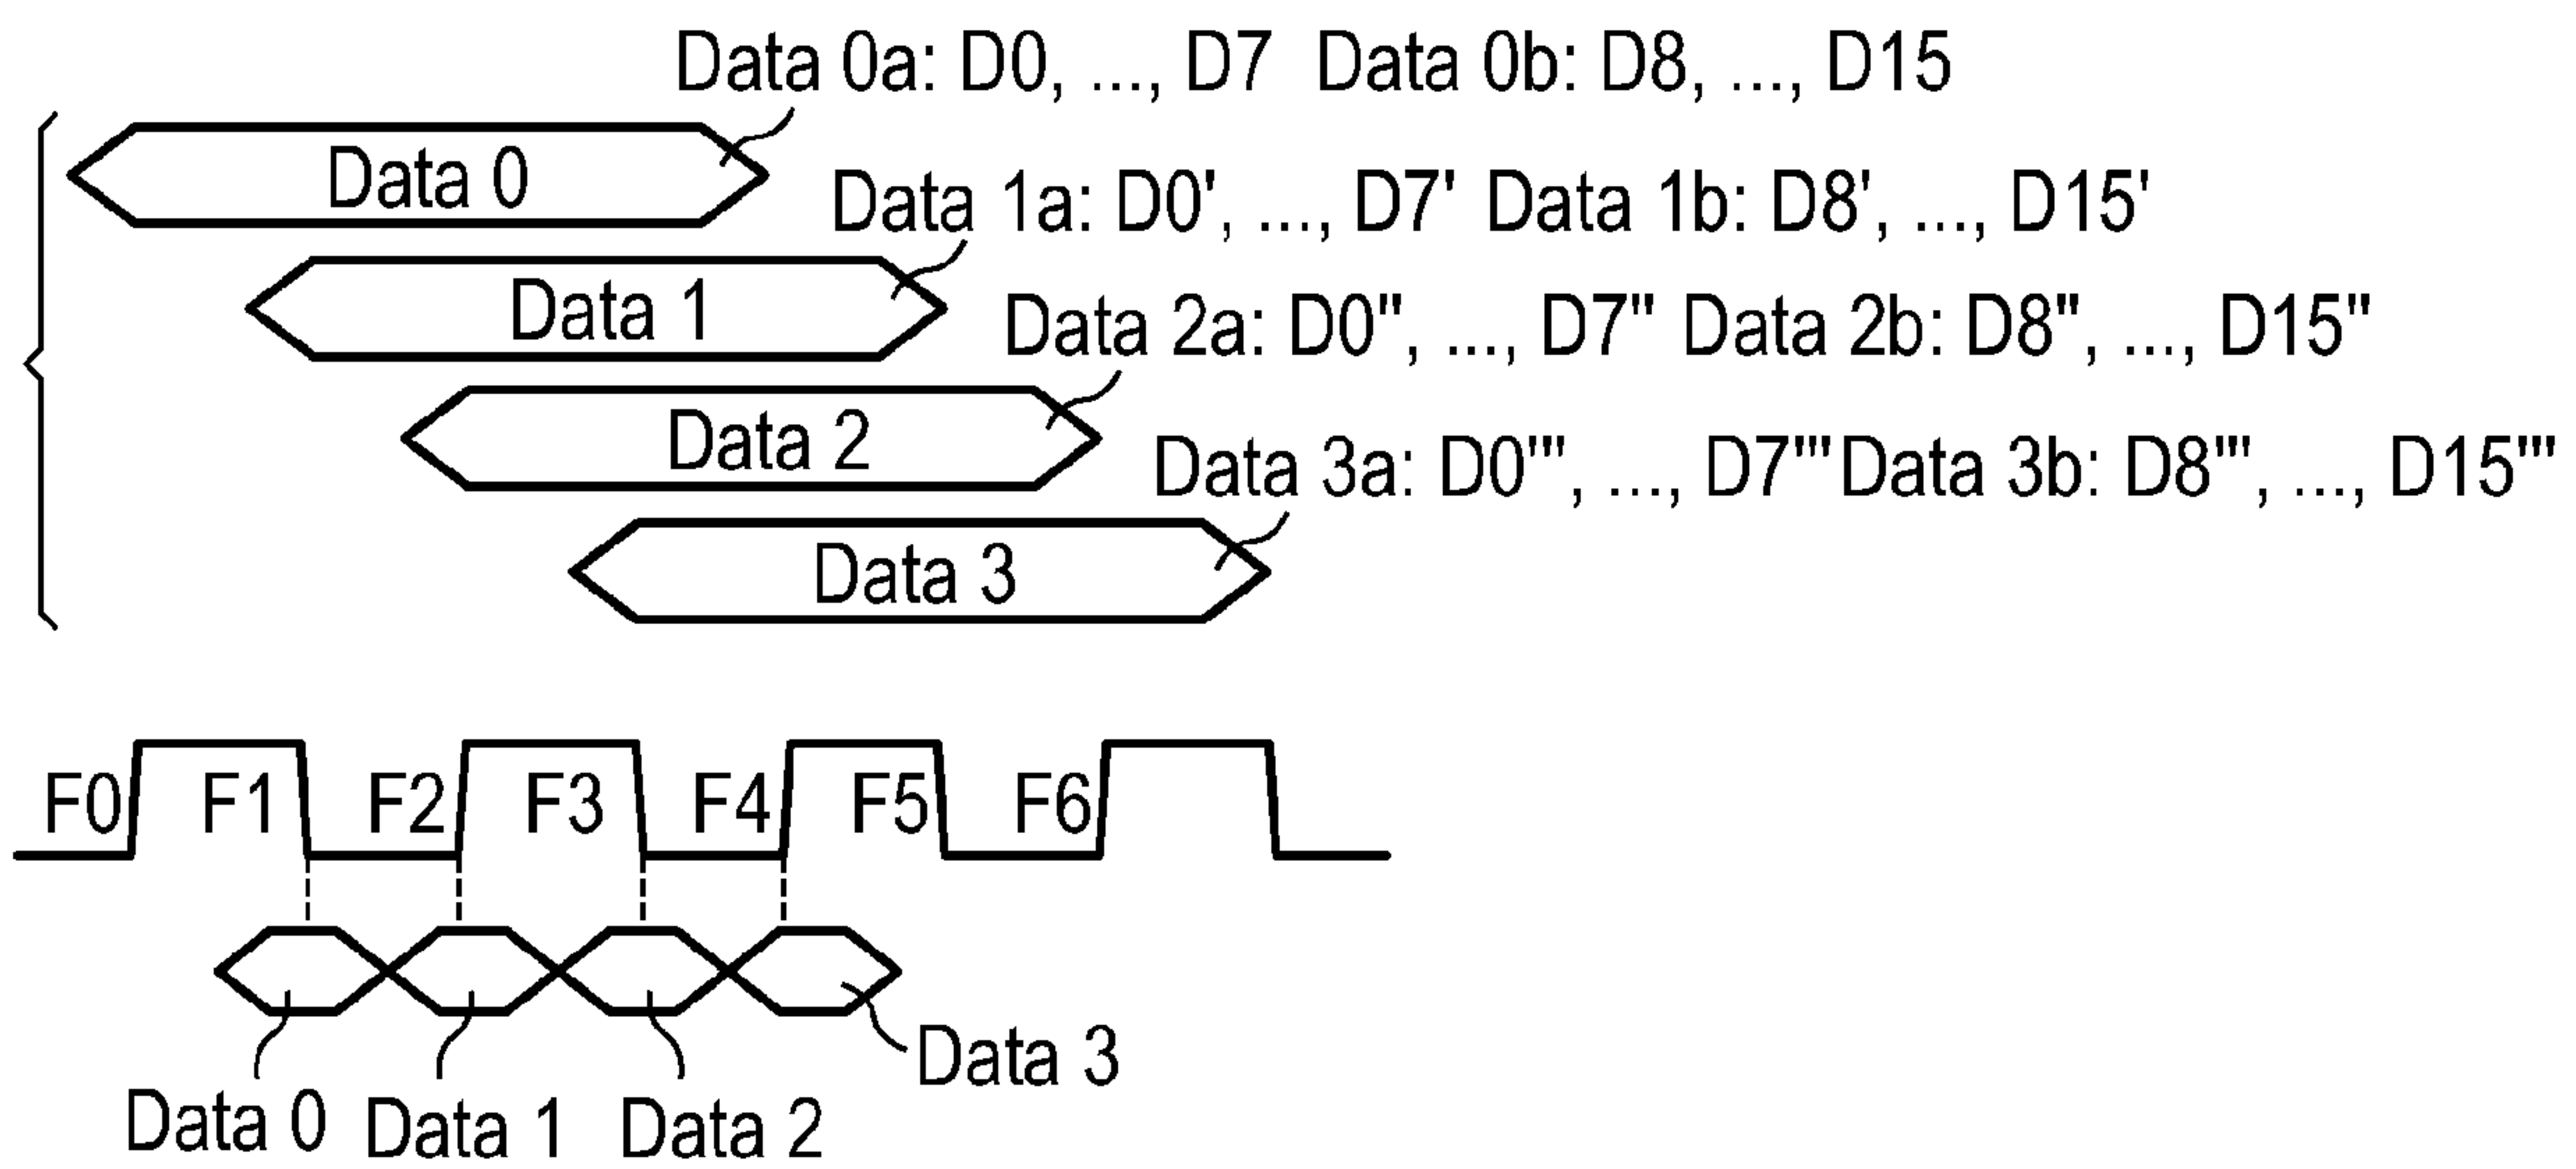 Data 0a: D0, ..., D7 Data 0b: D8, ..., D15
Data 0
Data 1a: D0', ..., D7' Data 1b: D8', ..., D15'
Data 1
Data 2a: D0", ..., D7" Data 2b: D8", ..., D15"
Data 2
Data 3a: D0''', ..., D7''' Data 3b: D8''', ..., D15'''
Data 3
F0 F1 F2 F3 F4 F5 F6
Data 3
Data 0 Data 1 Data 2